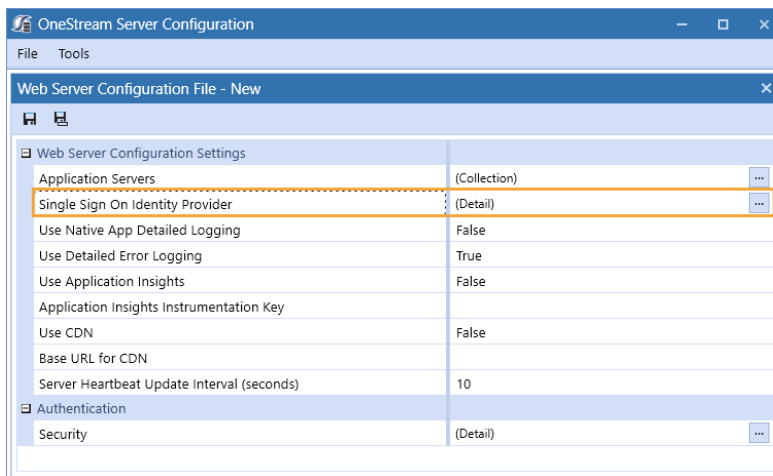 OneStream Server Configuration
File Tools
Web Server Configuration File - New
Web Server Configuration Settings
Application Servers (Collection) ...
Single Sign On Identity Provider (Detail) ...
Use Native App Detailed Logging False
Use Detailed Error Logging True
Use Application Insights False
Application Insights Instrumentation Key
Use CDN False
Base URL for CDN
Server Heartbeat Update Interval (seconds) 10
Authentication
Security (Detail) ...